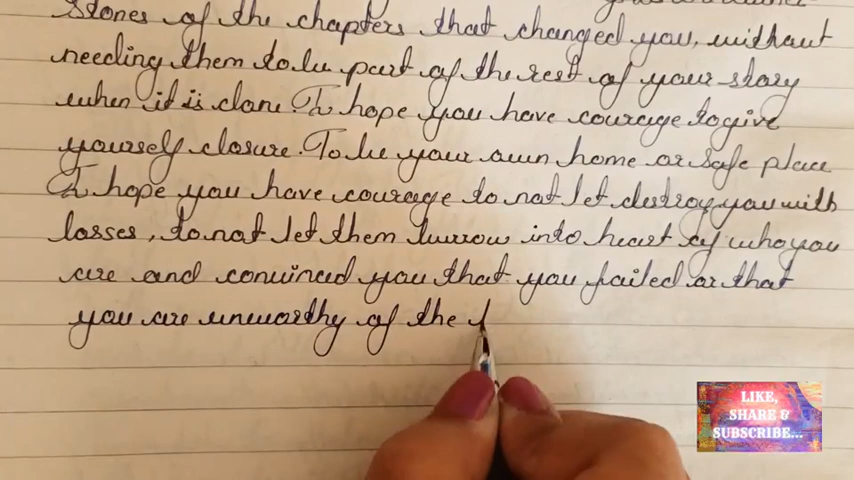 stones of the chapters that changed you, without
needing them to be part of the rest of your story
when it is done. I hope you have courage to give
yourself closure. To be your own home or safe place
I hope you have courage to not let destroy you with
losses, to not let them burrow into heart of who you
are and convinced you that you failed or that
you are unworthy of the
LIKE,
SHARE &
SUBSCRIBE...